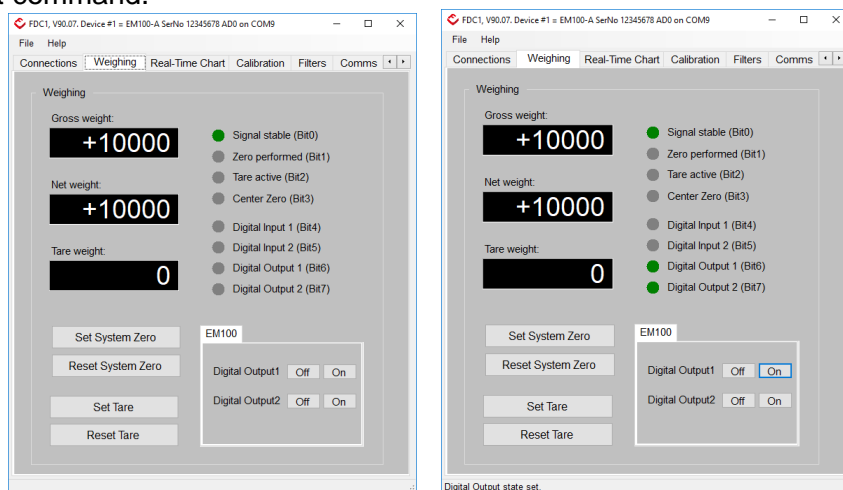 t command.
FDC1, V90.07. Device #1 = EM100-A SerNo 12345678 AD0 on COM9
File Help
Connections Weighing Real-Time Chart Calibration Filters Comms
Weighing
Gross weight:
+10000
Signal stable (Bit0)
Zero performed (Bit1)
Tare active (Bit2)
Net weight:
Center Zero (Bit3)
+10000
Digital Input 1 (Bit4)
Digital Input 2 (Bit5)
Tare weight:
Digital Output 1 (Bit6)
0
Digital Output 2 (Bit7)
Set System Zero
EM100
Reset System Zero
Digital Output1 Off On
Digital Output2 Off On
Set Tare
Reset Tare
FDC1, V90.07. Device #1 = EM100-A SerNo 12345678 AD0 on COM9
File Help
Connections Weighing Real-Time Chart Calibration Filters Comms
Weighing
Gross weight:
+10000
Signal stable (Bit0)
Zero performed (Bit1)
Tare active (Bit2)
Net weight:
Center Zero (Bit3)
+10000
Digital Input 1 (Bit4)
Digital Input 2 (Bit5)
Tare weight:
Digital Output 1 (Bit6)
0
Digital Output 2 (Bit7)
Set System Zero
EM100
Reset System Zero
Digital Output1 Off On
Digital Output2 Off On
Set Tare
Reset Tare
Digital Output state set.